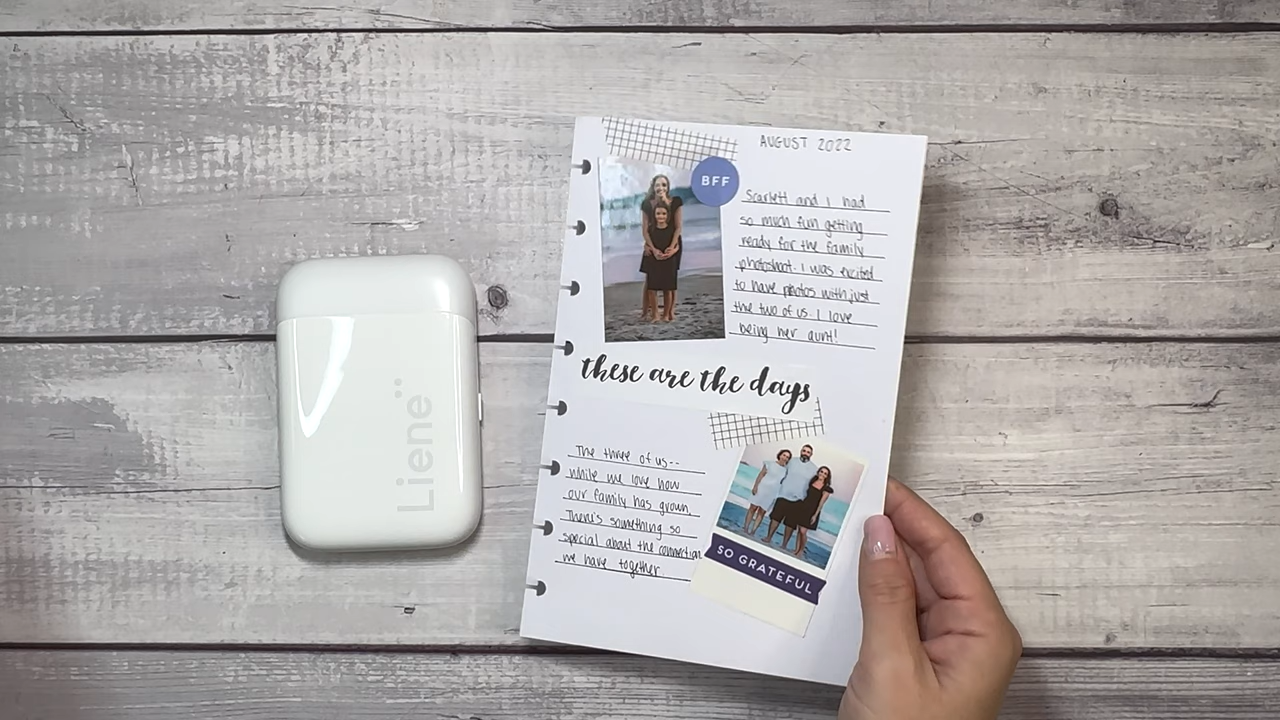 AUGUST 2022
BFF
Scarlett and I had
so much fun getting
ready for the family
photoshoot. I was excited
to have photos with just
the two of us. I love
being her aunt!
these are the days
The three of us--
while we love how
our family has grown,
There's something so
special about the connection
we have together.
SO GRATEFUL
Liene